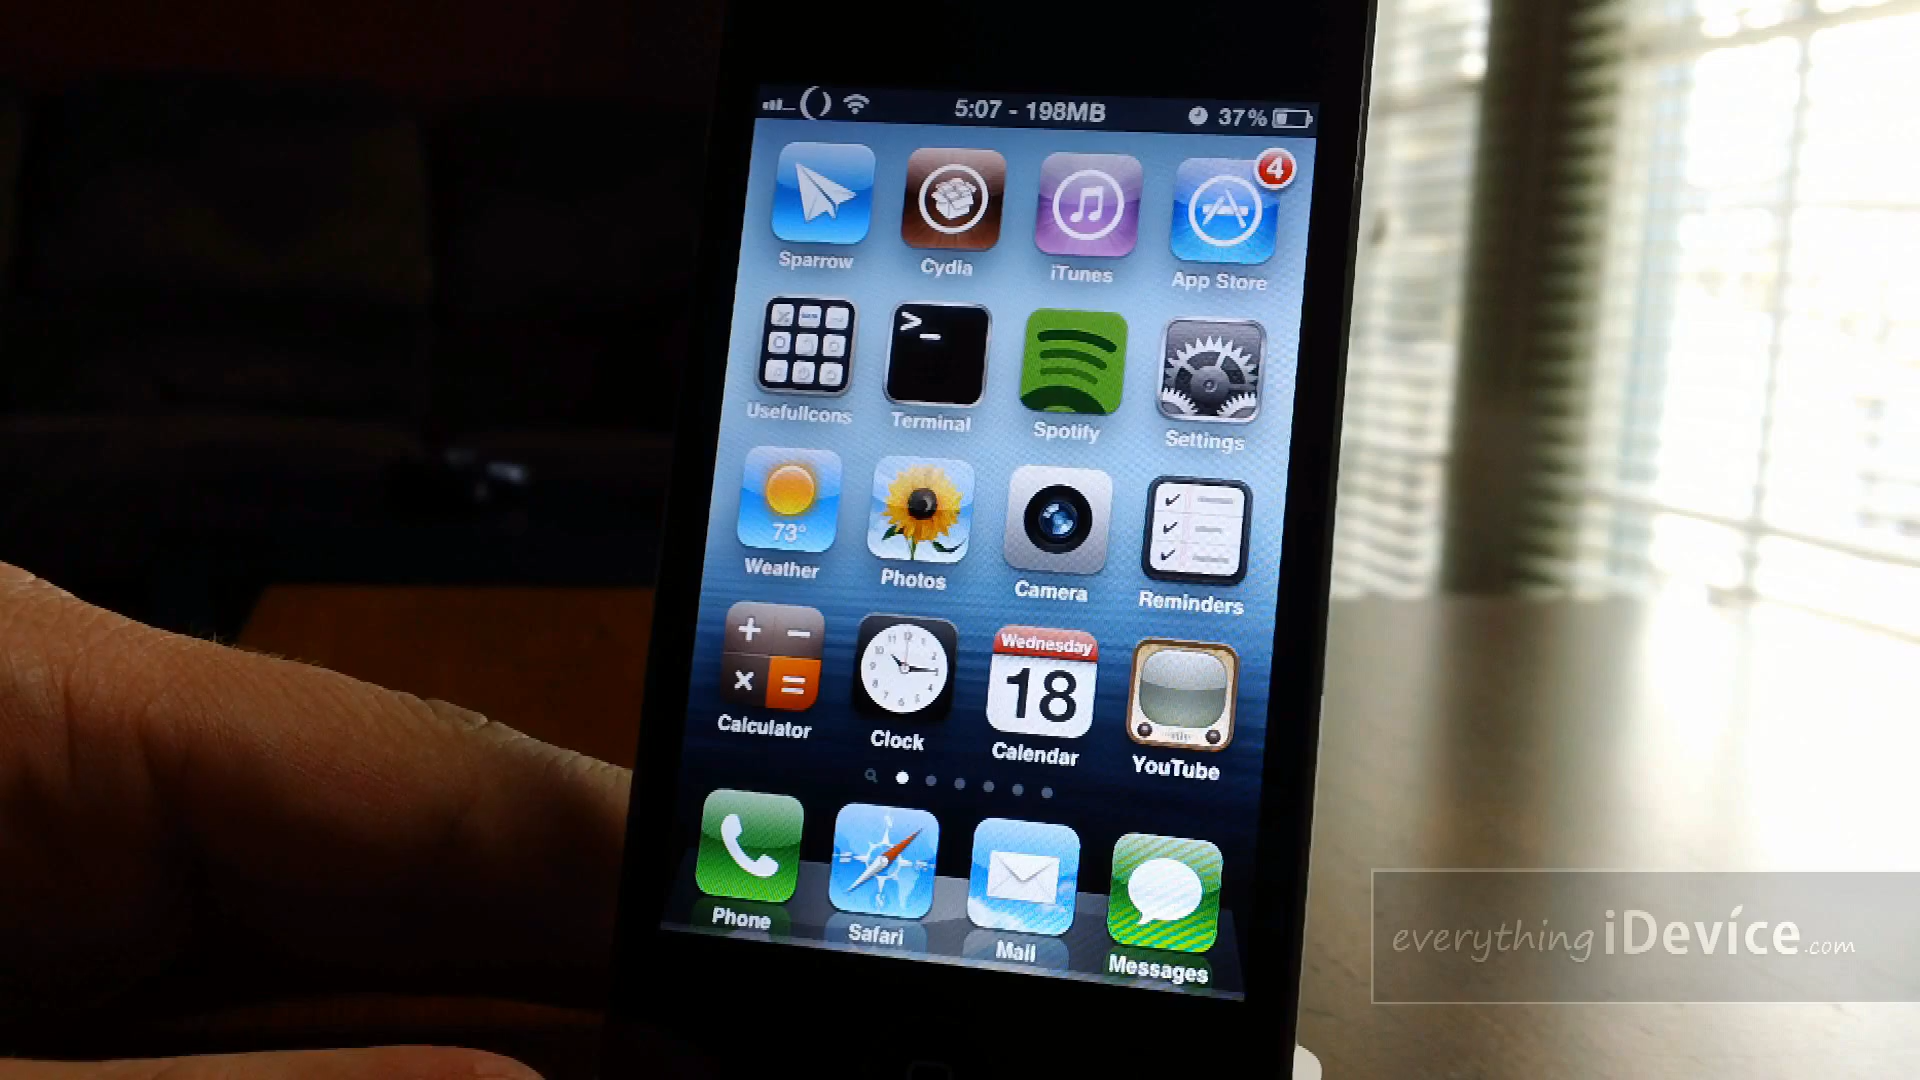 5:07 - 198MB 37%
4
Sparrow Cydia iTunes App Store
>_
UsefulIcons Terminal Spotify Settings
73°
Weather Photos Camera Reminders
Wednesday
18
Calculator Clock Calendar YouTube
Phone Safari Mail Messages
everything iDevice.com